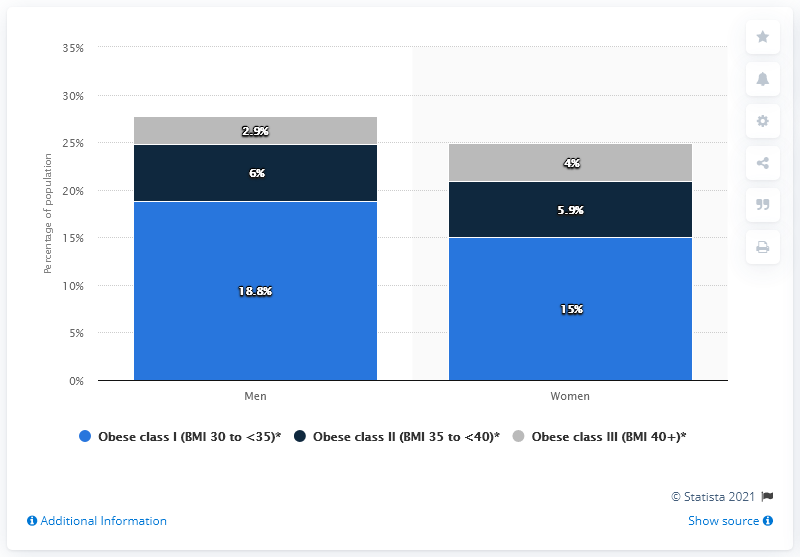 35%
30%
25%
20%
15%
10%
5%
0%
Percentage of population
2.9%
6%
18.8%
4%
5.9%
15%
Men Women
Obese class I (BMI 30 to <35)* Obese class II (BMI 35 to <40)* Obese class III (BMI 40+)*
© Statista 2021
Additional Information Show source